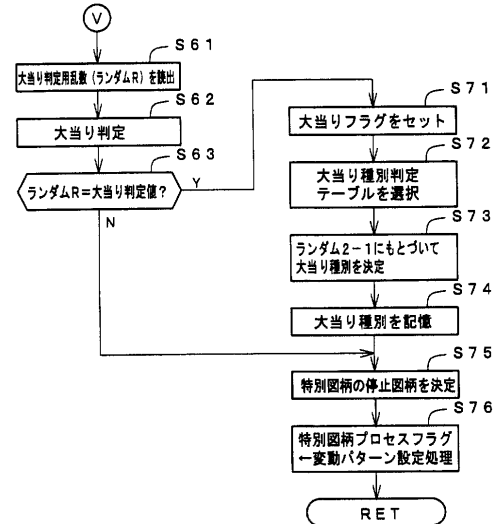 V
S61
大当り判定用乱数(ランダムR)を読出
S62
大当り判定
S63
ランダムR=大当り判定値?
Y
N
S71
大当りフラグをセット
S72
大当り種別判定
テーブルを選択
S73
ランダム2-1にもとづいて
大当り種別を決定
S74
大当り種別を記憶
S75
特別図柄の停止図柄を決定
S76
特別図柄プロセスフラグ
←変動パターン設定処理
RET